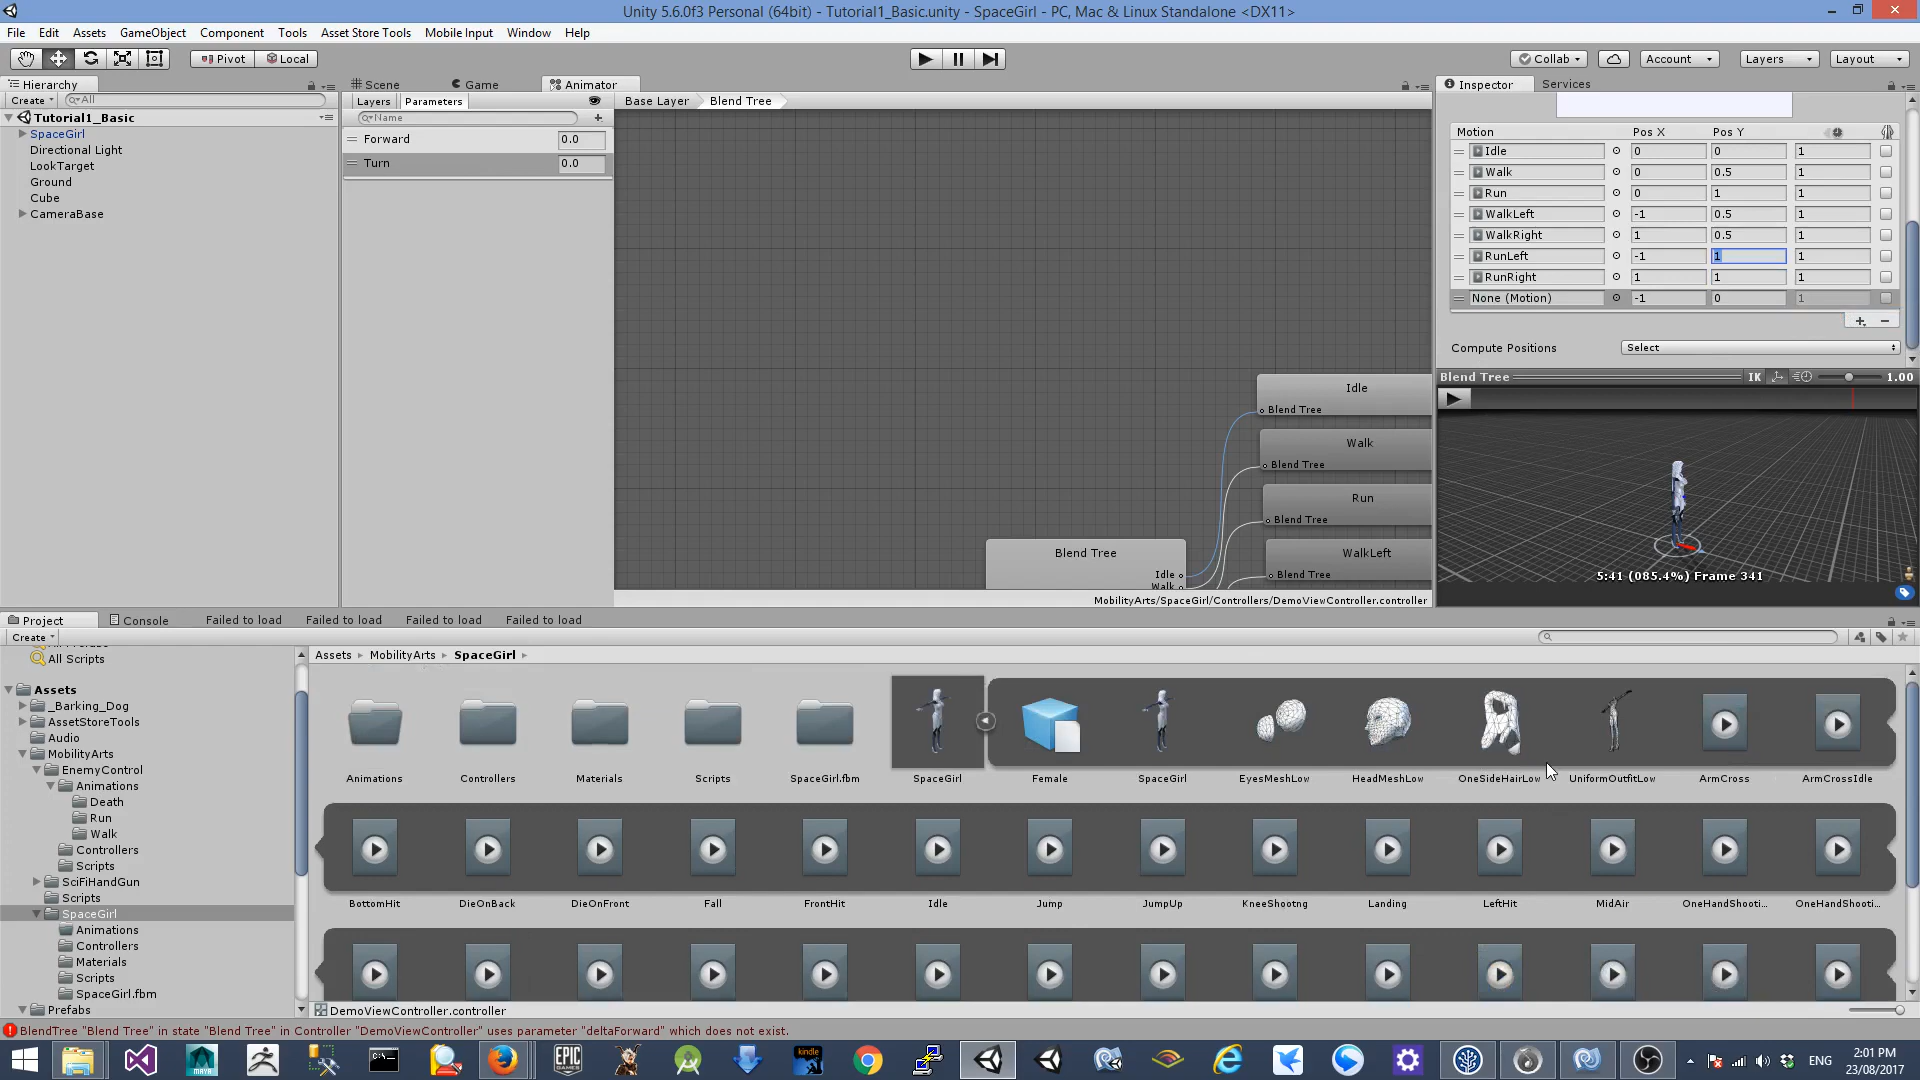 Unity 5.6.0f3 Personal (64bit) - Tutorial1_Basic.unity - SpaceGirl - PC, Mac & Linux Standalone <DX11>
File Edit Assets GameObject Component Tools Asset Store Tools Mobile Input Window Help
Pivot Local Collab Account Layers Layout
Hierarchy
Create All
Tutorial1_Basic
SpaceGirl
Directional Light
LookTarget
Ground
Cube
CameraBase
Scene Game Animator
Layers Parameters
Name
Forward 0.0
Turn 0.0
Base Layer Blend Tree
Idle
Blend Tree
Walk
Blend Tree
Run
Blend Tree
WalkLeft
Blend Tree
Blend Tree
Idle
Walk
MobilityArts/SpaceGirl/Controllers/DemoViewController.controller
Inspector Services
Motion Pos X Pos Y
Idle 0 0 1
Walk 0 0.5 1
Run 0 1 1
WalkLeft -1 0.5 1
WalkRight 1 0.5 1
RunLeft -1 1 1
RunRight 1 1 1
None (Motion) -1 0 1
Compute Positions Select
Blend Tree IK 1.00
5:41 (085.4%) Frame 341
Project Console Failed to load Failed to load Failed to load Failed to load
Create
All Scripts
Assets
_Barking_Dog
AssetStoreTools
Audio
MobilityArts
EnemyControl
Animations
Death
Run
Walk
Controllers
Scripts
SciFiHandGun
Scripts
SpaceGirl
Animations
Controllers
Materials
Scripts
SpaceGirl.fbm
Prefabs
Assets MobilityArts SpaceGirl
Animations Controllers Materials Scripts SpaceGirl.fbm SpaceGirl Female SpaceGirl EyesMeshLow HeadMeshLow OneSideHairLow UniformOutfitLow ArmCross ArmCrossIdle
BottomHit DieOnBack DieOnFront Fall FrontHit Idle Jump JumpUp KneeShootng Landing LeftHit MidAir OneHandShooti... OneHandShooti...
DemoViewController.controller
BlendTree "Blend Tree" in state "Blend Tree" in Controller "DemoViewController" uses parameter "deltaForward" which does not exist.
MAYA
EPIC GAMES
kindle
ENG
2:01 PM
23/08/2017